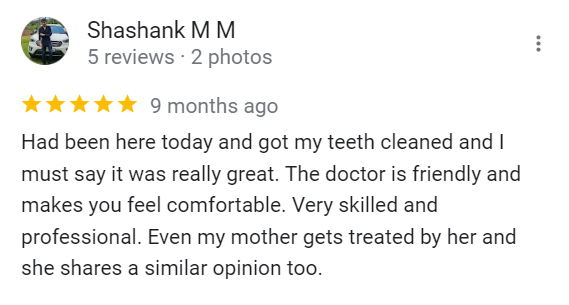 Shashank M M
5 reviews · 2 photos
9 months ago
Had been here today and got my teeth cleaned and I
must say it was really great. The doctor is friendly and
makes you feel comfortable. Very skilled and
professional. Even my mother gets treated by her and
she shares a similar opinion too.